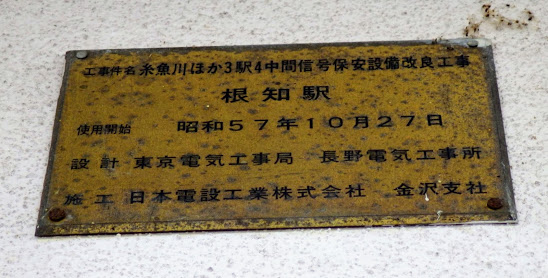 工事件名 糸魚川ほか3駅4中間信号保安設備改良工事
根知駅
使用開始 昭和57年10月27日
設計 東京電気工事局 長野電気工事所
施工 日本電設工業株式会社 金沢支社